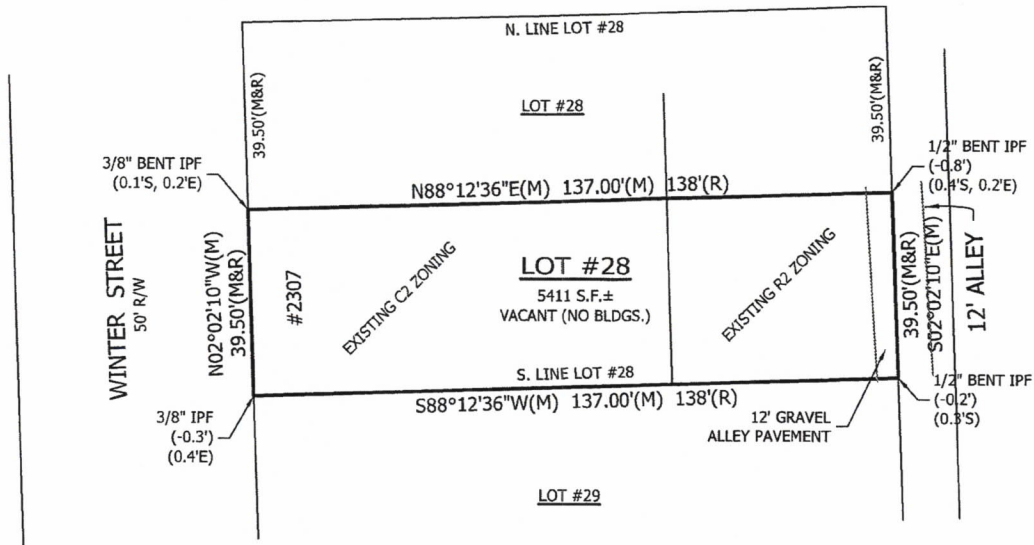 N. LINE LOT #28
LOT #28
39.50'(M&R)
39.50'(M&R)
3/8" BENT IPF
(0.1'S, 0.2'E)
1/2" BENT IPF
(-0.8')
(0.4'S, 0.2'E)
N88°12'36"E(M) 137.00'(M) 138'(R)
WINTER STREET
50' R/W
N02°02'10"W(M)
39.50'(M&R)
#2307
EXISTING C2 ZONING
LOT #28
5411 S.F.±
VACANT (NO BLDGS.)
EXISTING R2 ZONING
39.50'(M&R)
S02°02'10"E(M)
12' ALLEY
S. LINE LOT #28
S88°12'36"W(M) 137.00'(M) 138'(R)
3/8" IPF
(-0.3')
(0.4'E)
12' GRAVEL
ALLEY PAVEMENT
1/2" BENT IPF
(-0.2')
(0.3'S)
LOT #29